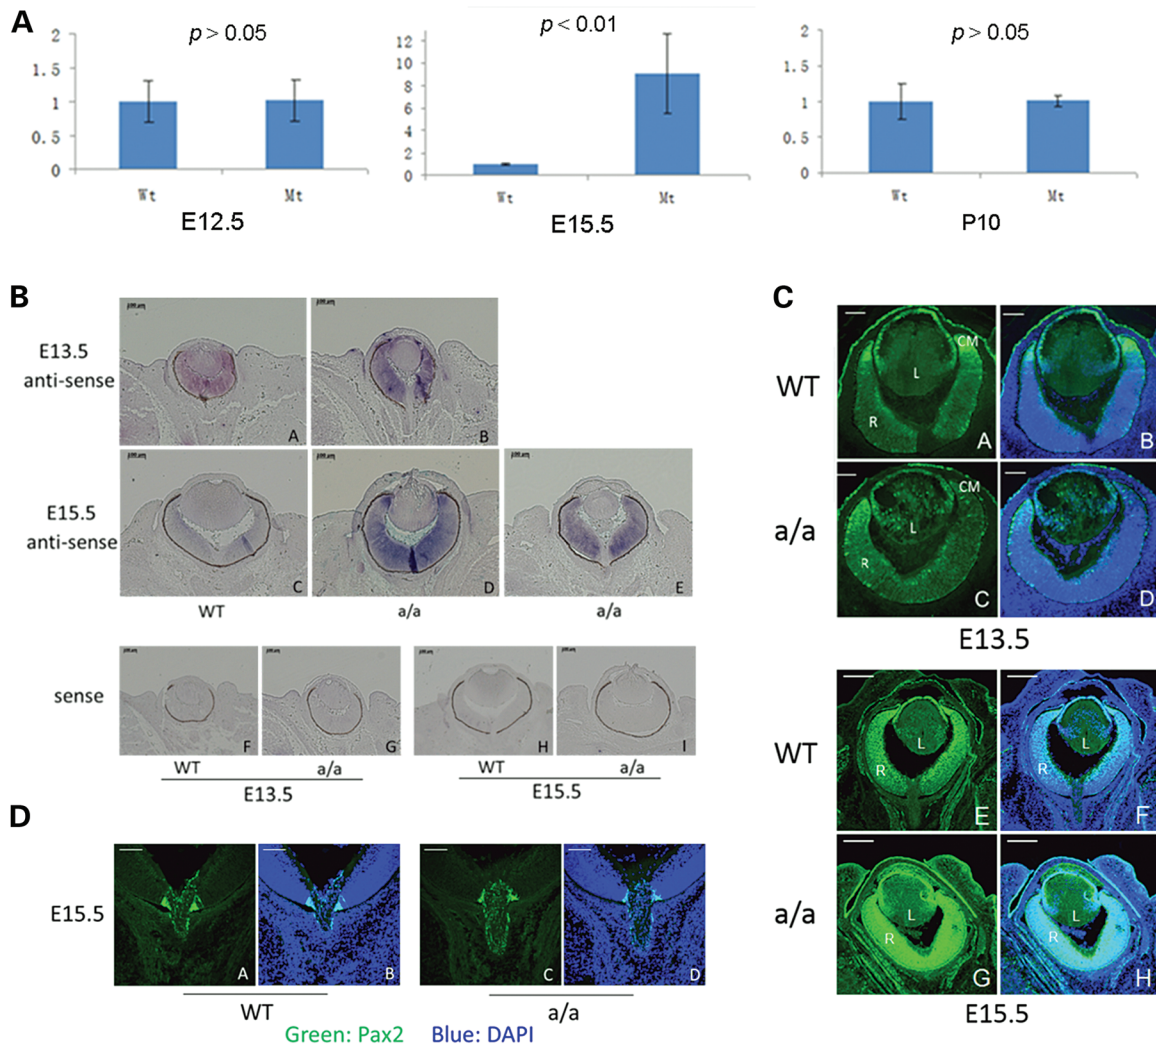 A
p > 0.05
2
1.5
1
0.5
0
Wt
Mt
E12.5
p < 0.01
12
10
8
6
4
2
0
Wt
Mt
E15.5
p > 0.05
2
1.5
1
0.5
0
Wt
Mt
P10
B
E13.5
anti-sense
A
B
E15.5
anti-sense
C
D
E
WT
a/a
a/a
sense
F
G
H
I
WT
a/a
WT
a/a
E13.5
E15.5
C
WT
CM
L
R
A
B
a/a
CM
L
R
C
D
E13.5
WT
L
R
E
L
R
F
a/a
L
R
G
L
R
H
E15.5
D
E15.5
A
B
C
D
WT
a/a
Green: Pax2 Blue: DAPI